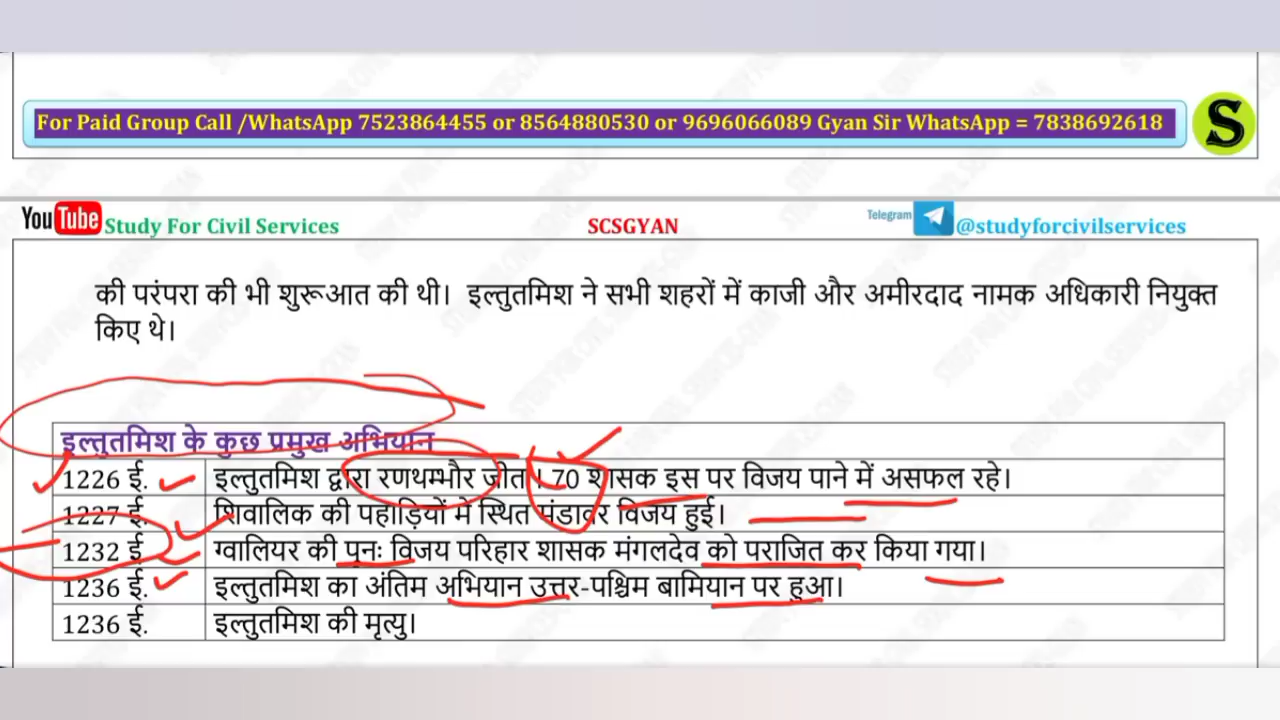 For Paid Group Call /WhatsApp 7523864455 or 8564880530 or 9696066089 Gyan Sir WhatsApp = 7838692618
S
YouTube Study For Civil Services SCSGYAN Telegram @studyforcivilservices
की परंपरा की भी शुरूआत की थी। इल्तुतमिश ने सभी शहरों में काजी और अमीरदाद नामक अधिकारी नियुक्त
किए थे।
इल्तुतमिश के कुछ प्रमुख अभियान
1226 ई. इल्तुतमिश द्वारा रणथम्भौर जीत । 70 शासक इस पर विजय पाने में असफल रहे।
1227 ई. शिवालिक की पहाड़ियों में स्थित मंडावर विजय हुई।
1232 ई. ग्वालियर की पुनः विजय परिहार शासक मंगलदेव को पराजित कर किया गया।
1236 ई. इल्तुतमिश का अंतिम अभियान उत्तर-पश्चिम बामियान पर हुआ।
1236 ई. इल्तुतमिश की मृत्यु।